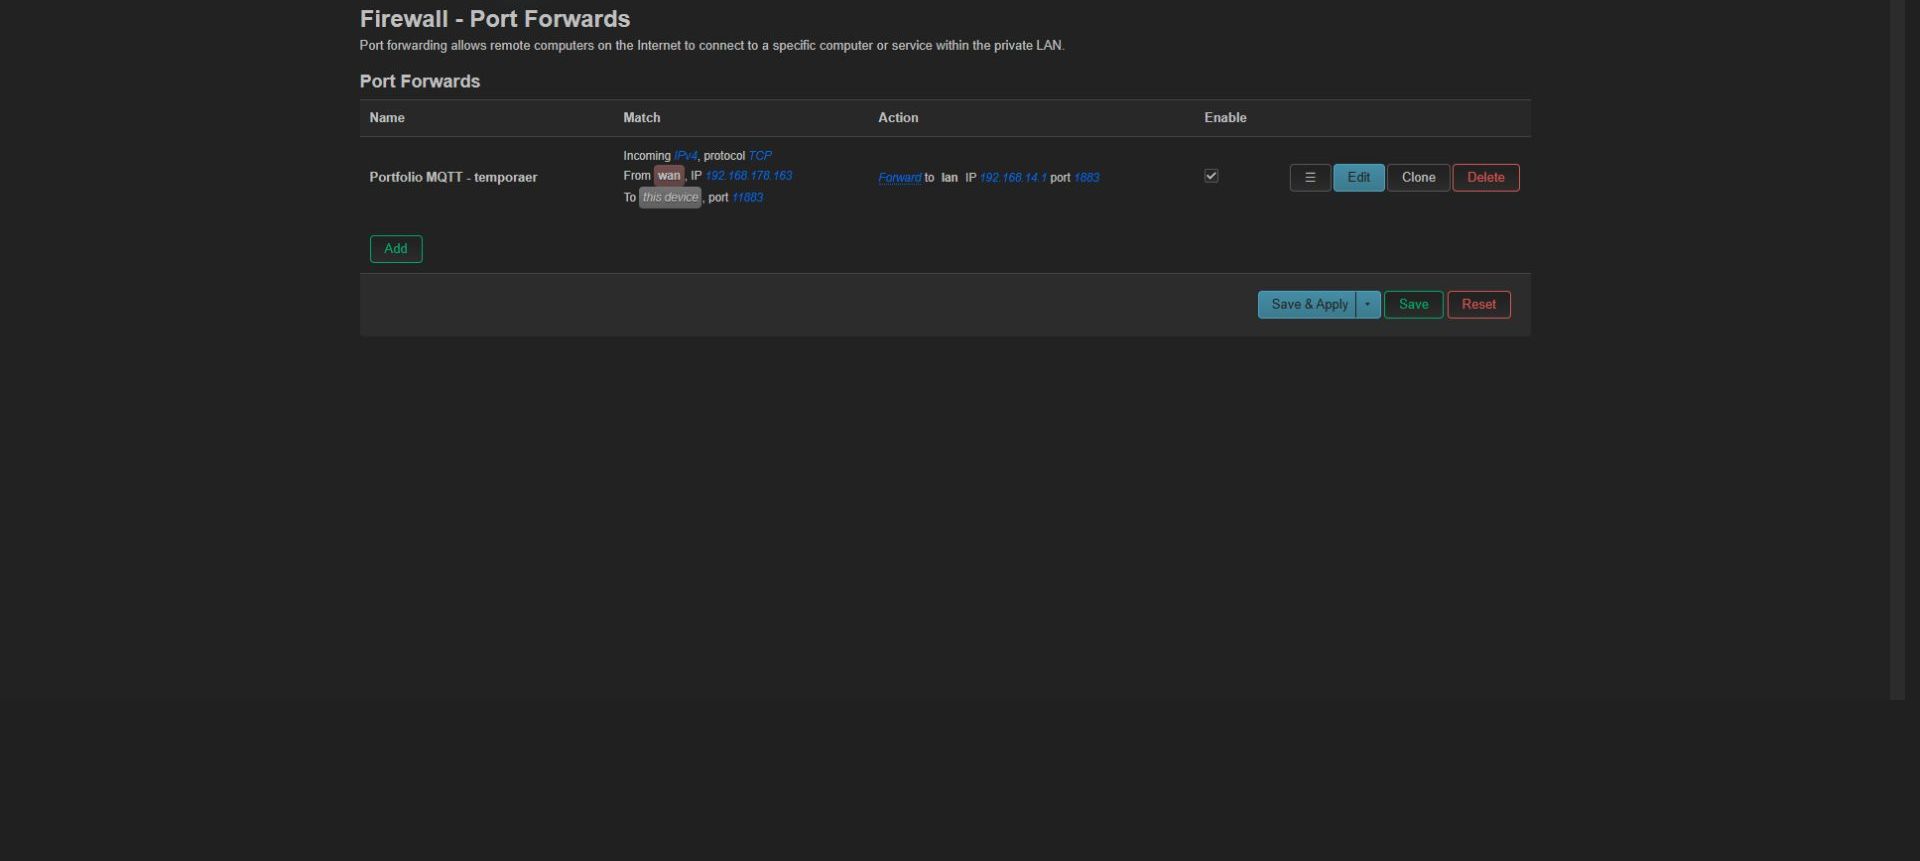 Firewall - Port Forwards
Port forwarding allows remote computers on the Internet to connect to a specific computer or service within the private LAN.
Port Forwards
Name Match Action Enable
Portfolio MQTT - temporaer
Incoming IPv4, protocol TCP
From wan, IP 192.168.178.163
To this device, port 11883
Forward to lan IP 192.168.14.1 port 1883
☰ Edit Clone Delete
Add
Save & Apply Save Reset